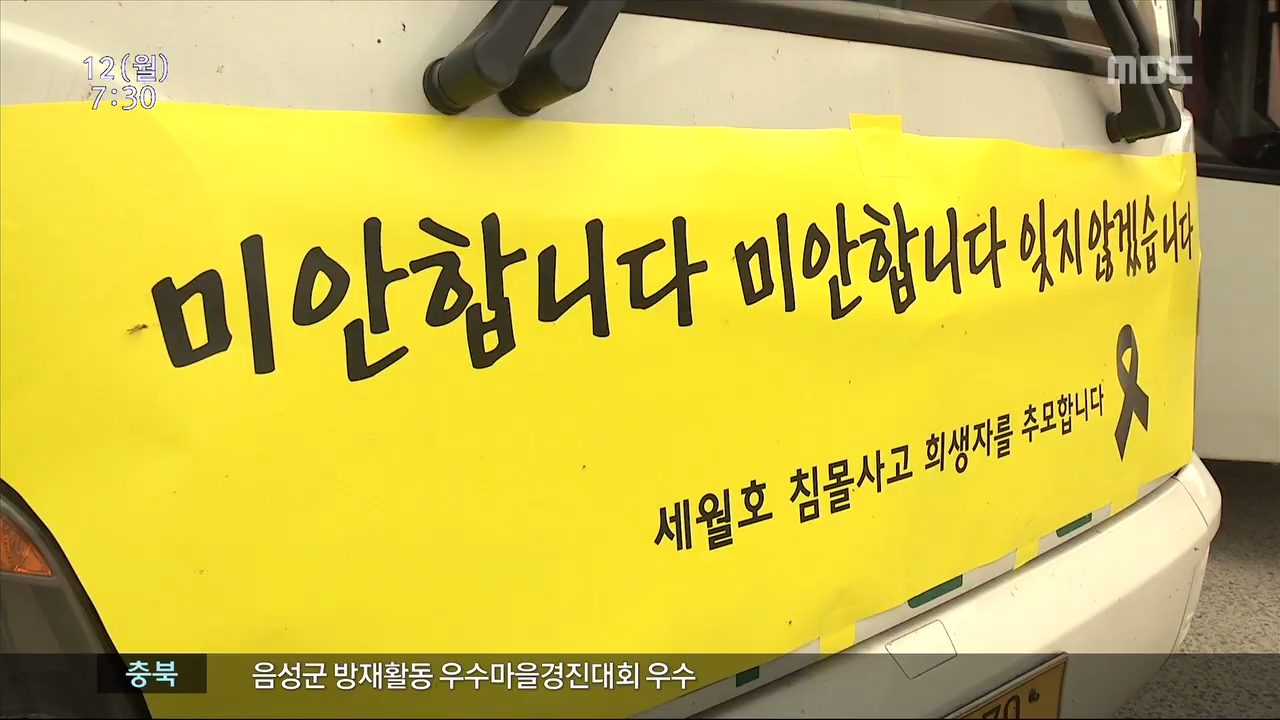 12(월)
7:30
MBC
미안합니다 미안합니다 잊지않겠습니다
세월호 침몰사고 희생자를 추모합니다
충북 음성군 방재활동 우수마을경진대회 우수